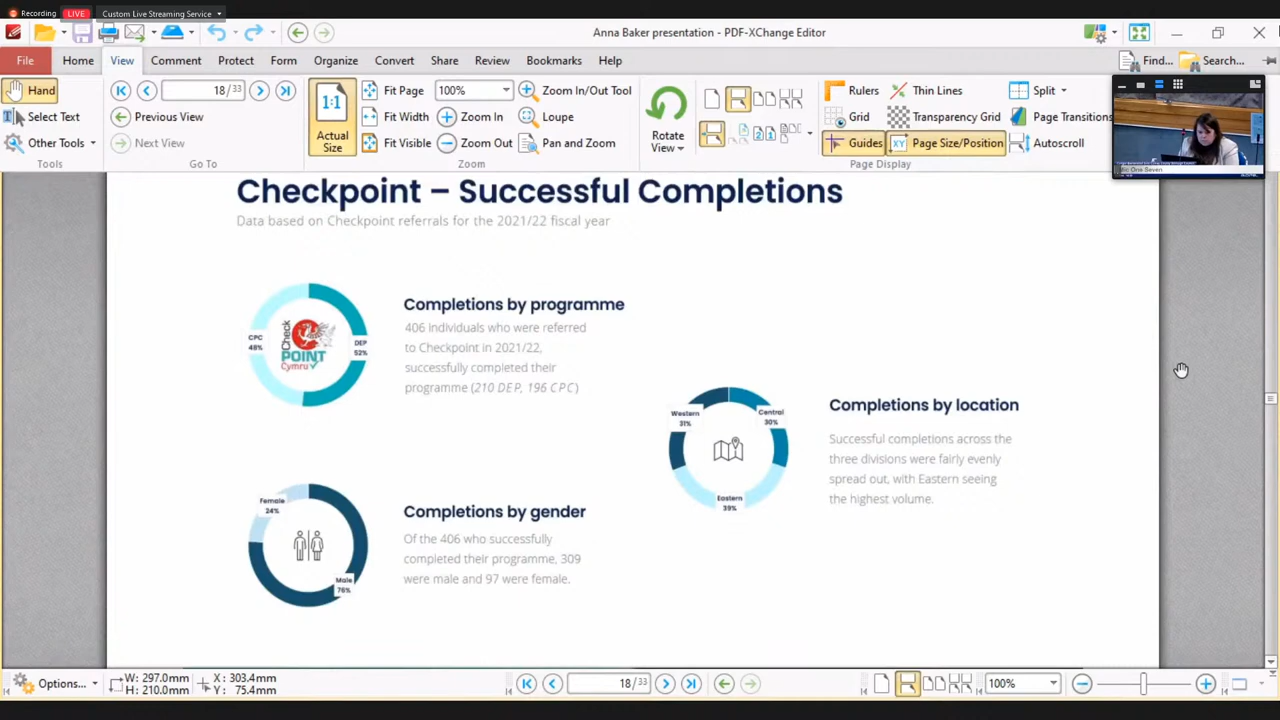 Recording
LIVE
Custom Live Streaming Service
Anna Baker presentation - PDF-XChange Editor
File
Home
View
Comment
Protect
Form
Organize
Convert
Share
Review
Bookmarks
Help
Find...
Search...
Hand
Select Text
Other Tools
Tools
18 / 33
Previous View
Next View
Go To
1:1
Actual
Size
Fit Page
Fit Width
Fit Visible
100%
Zoom In
Zoom Out
Zoom In/Out Tool
Loupe
Pan and Zoom
Zoom
Rotate
View
Rulers
Grid
Guides
Thin Lines
Transparency Grid
Page Size/Position
Page Display
Split
Page Transitions
Autoscroll
Mic One Seven
Checkpoint – Successful Completions
Data based on Checkpoint referrals for the 2021/22 fiscal year
CPC
48%
Check
POINT
Cymru
DEP
52%
Completions by programme
406 individuals who were referred
to Checkpoint in 2021/22,
successfully completed their
programme (210 DEP, 196 CPC)
Western
31%
Central
30%
Eastern
39%
Completions by location
Successful completions across the
three divisions were fairly evenly
spread out, with Eastern seeing
the highest volume.
Female
24%
Male
76%
Completions by gender
Of the 406 who successfully
completed their programme, 309
were male and 97 were female.
Options...
W: 297.0mm
H: 210.0mm
X: 303.4mm
Y: 75.4mm
18 / 33
100%